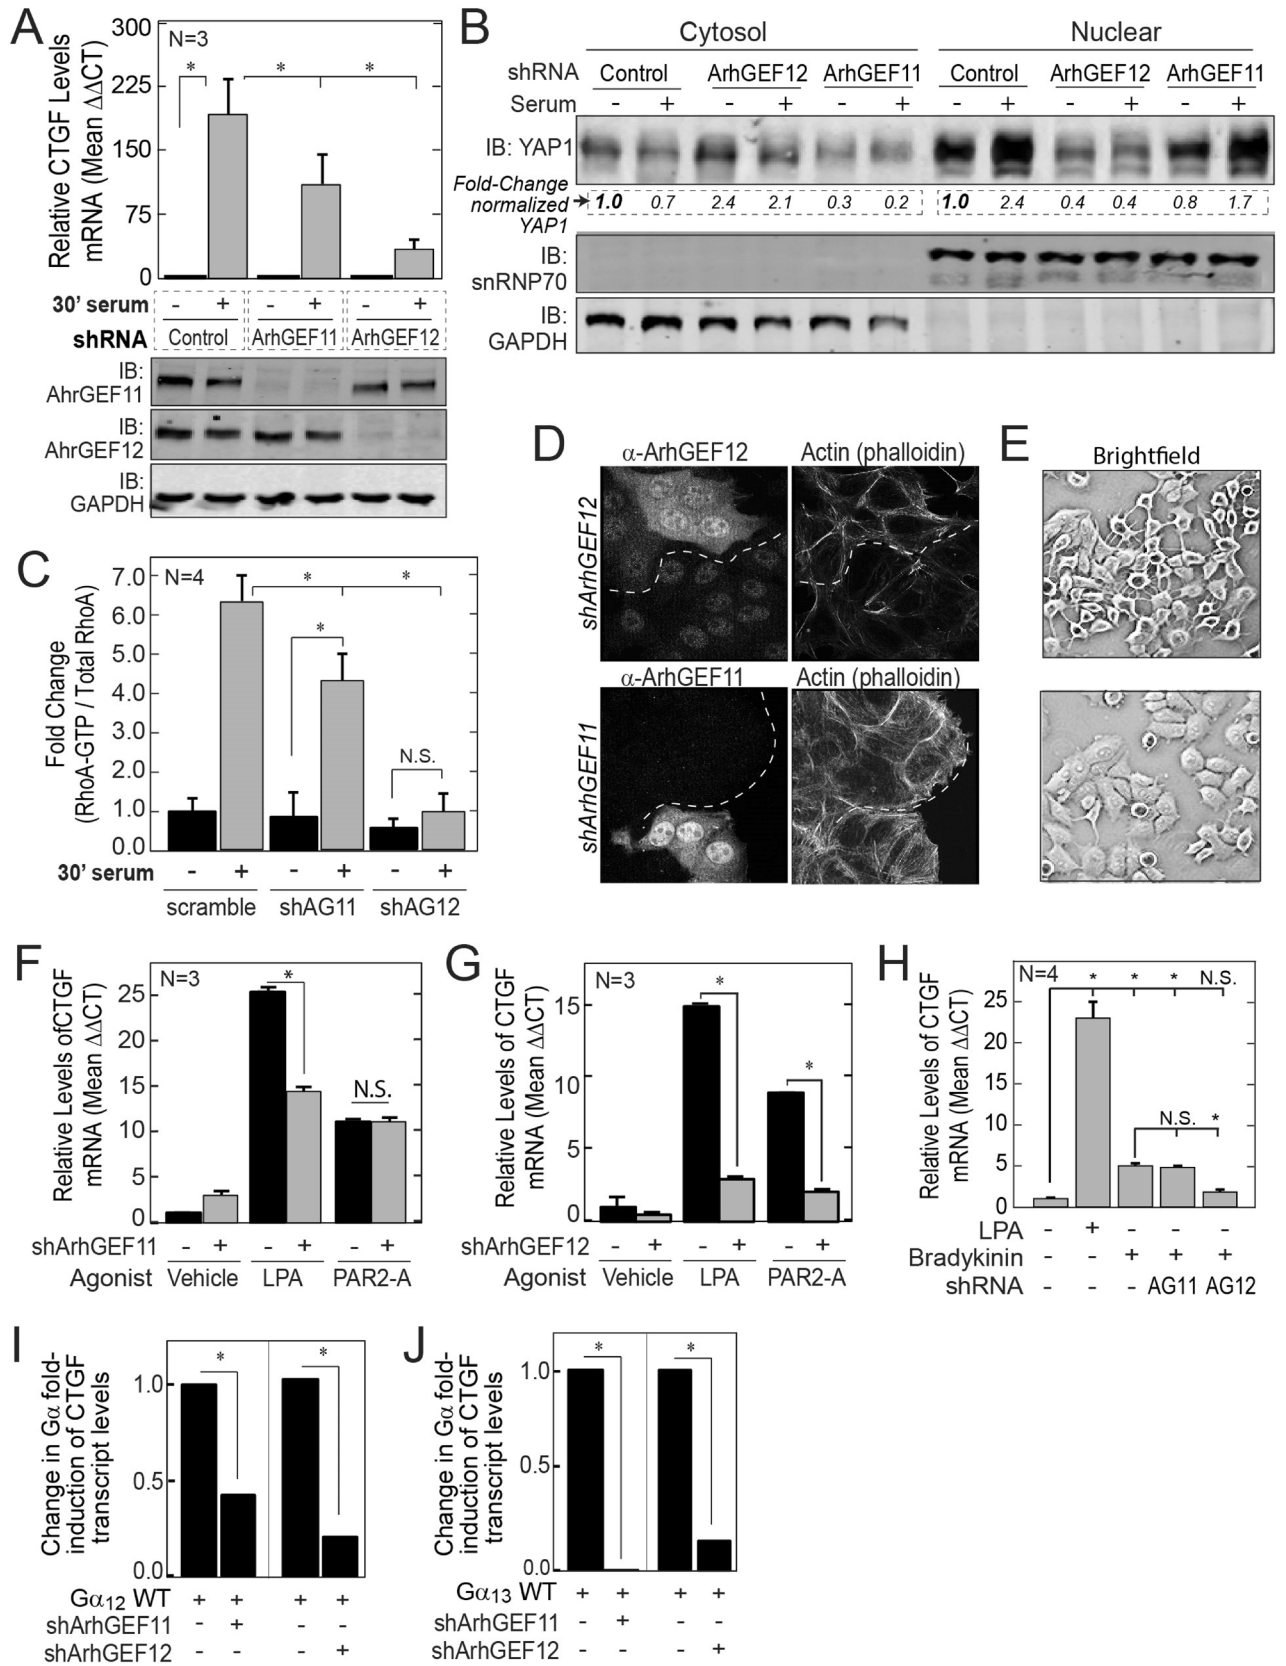 A
Relative CTGF Levels
mRNA (Mean ΔΔCT)
300
225
150
75
0
N=3
* * *
30' serum - + - + - +
shRNA Control ArhGEF11 ArhGEF12
IB:
AhrGEF11
IB:
AhrGEF12
IB:
GAPDH
B
Cytosol Nuclear
shRNA Control ArhGEF12 ArhGEF11 Control ArhGEF12 ArhGEF11
Serum - + - + - + - + - + - +
IB: YAP1
Fold-Change
normalized
YAP1
1.0 0.7 2.4 2.1 0.3 0.2 1.0 2.4 0.4 0.4 0.8 1.7
IB:
snRNP70
IB:
GAPDH
C
Fold Change
(RhoA-GTP / Total RhoA)
7.0
6.0
5.0
4.0
3.0
2.0
1.0
0.0
N=4
* *
*
N.S.
30' serum - + - + - +
scramble shAG11 shAG12
D
α-ArhGEF12 Actin (phalloidin)
shArhGEF12
α-ArhGEF11 Actin (phalloidin)
shArhGEF11
E
Brightfield
F
Relative Levels ofCTGF
mRNA (Mean ΔΔCT)
25
20
15
10
5
0
N=3
*
N.S.
shArhGEF11 - + - + - +
Agonist Vehicle LPA PAR2-A
G
Relative Levels of CTGF
mRNA (Mean ΔΔCT)
15
10
5
0
N=3
*
*
shArhGEF12 - + - + - +
Agonist Vehicle LPA PAR2-A
H
Relative Levels of CTGF
mRNA (Mean ΔΔCT)
25
20
15
10
5
0
N=4
* * * N.S.
N.S. *
LPA - + - - -
Bradykinin - - + + +
shRNA - - - AG11 AG12
I
Change in Gα fold-
induction of CTGF
transcript levels
1.0
0.5
0.0
* *
Gα12 WT + + + +
shArhGEF11 - + - -
shArhGEF12 - - - +
J
Change in Gα fold-
induction of CTGF
transcript levels
1.0
0.5
0.0
* *
Gα13 WT + + + +
shArhGEF11 - + - -
shArhGEF12 - - - +